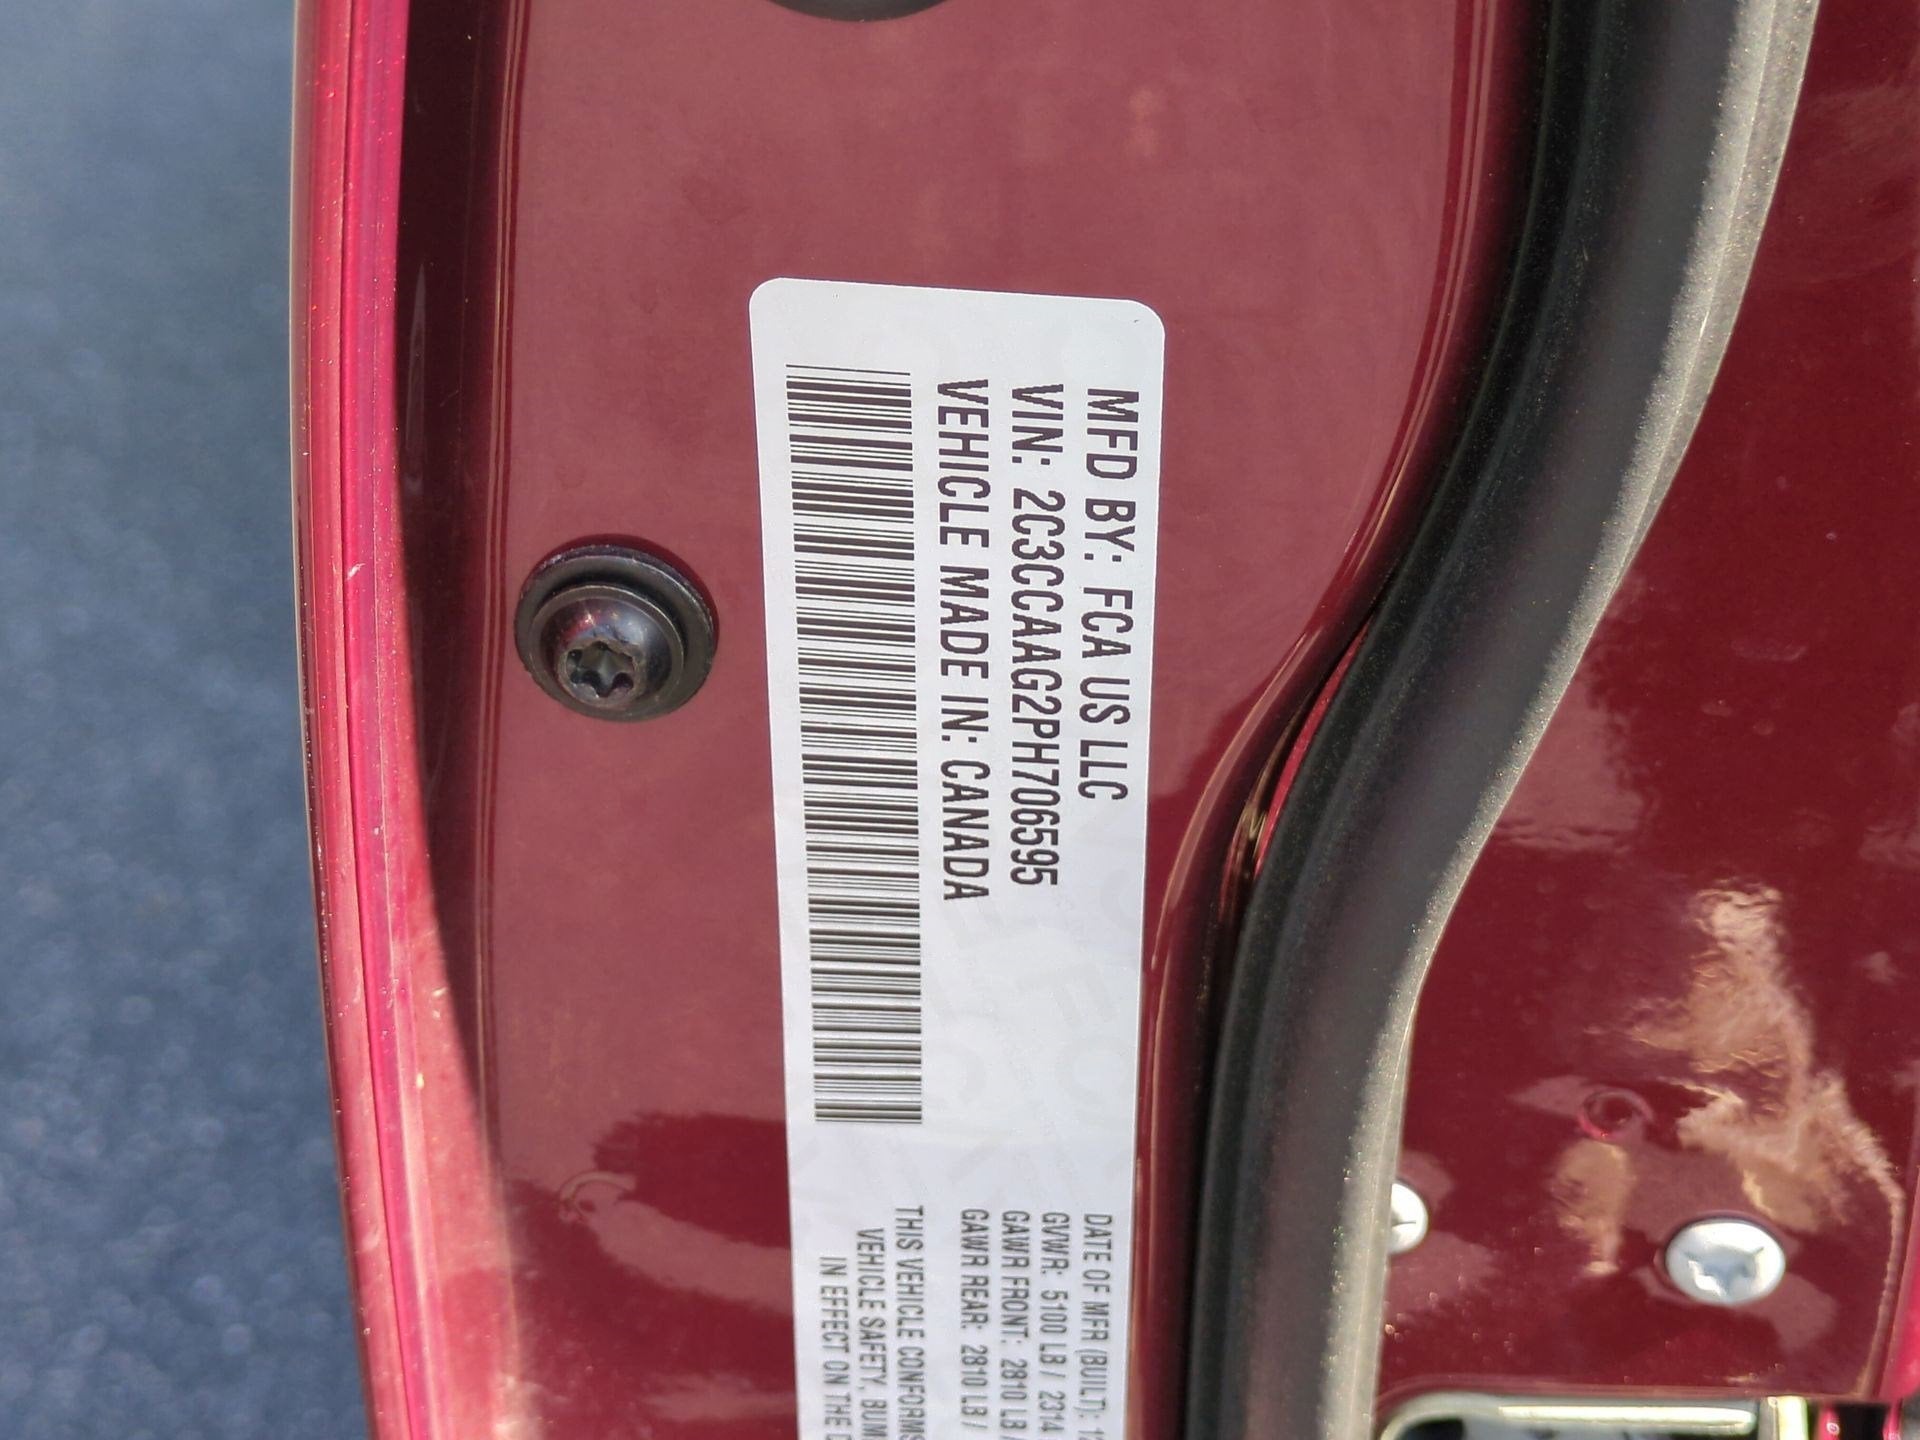 MFD BY: FCA US LLC
VIN: 2C3CCAAG2PH706595
VEHICLE MADE IN: CANADA
DATE OF MFR (BUILT): 12
GVWR: 5100 LB / 2314
GAWR FRONT: 2810 LB /
GAWR REAR: 2810 LB /
THIS VEHICLE CONFORMS
VEHICLE SAFETY,
IN EFFECT ON THE